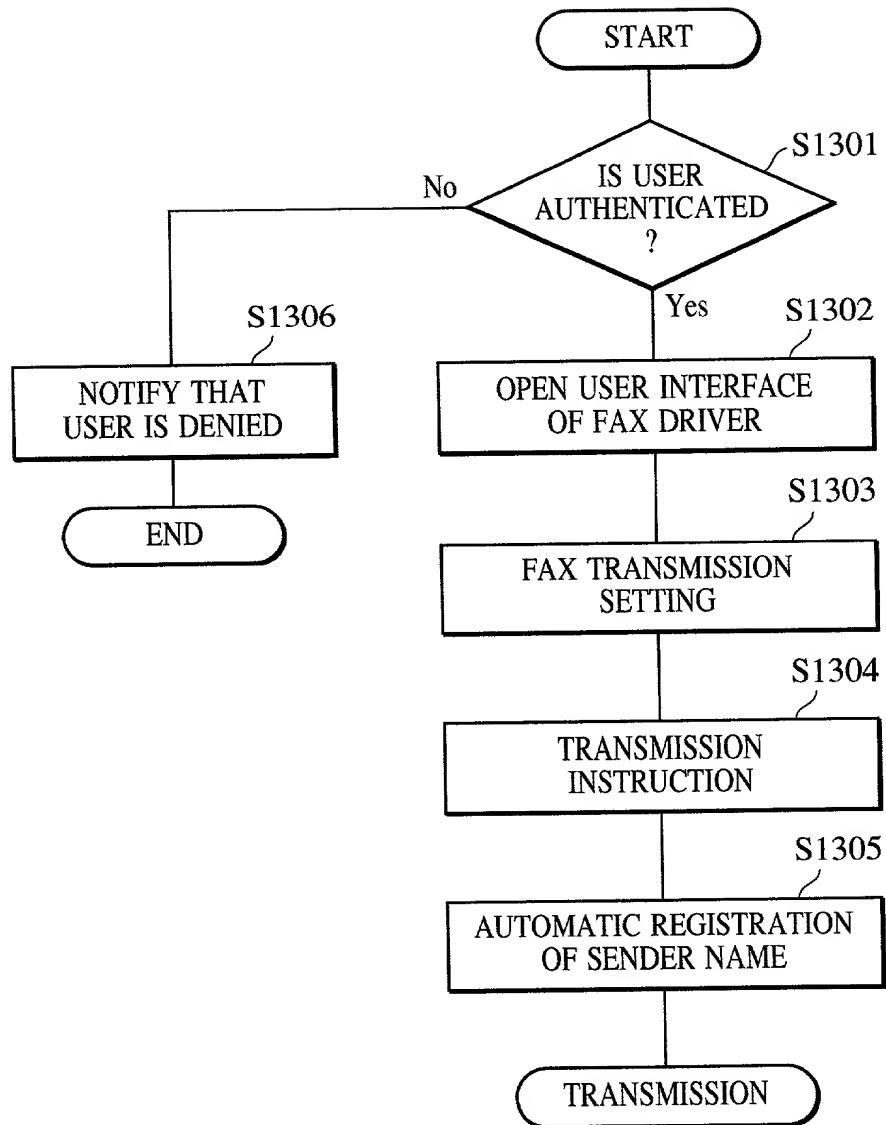 START
S1301
IS USER
AUTHENTICATED
?
No
Yes
S1306
NOTIFY THAT
USER IS DENIED
END
S1302
OPEN USER INTERFACE
OF FAX DRIVER
S1303
FAX TRANSMISSION
SETTING
S1304
TRANSMISSION
INSTRUCTION
S1305
AUTOMATIC REGISTRATION
OF SENDER NAME
TRANSMISSION